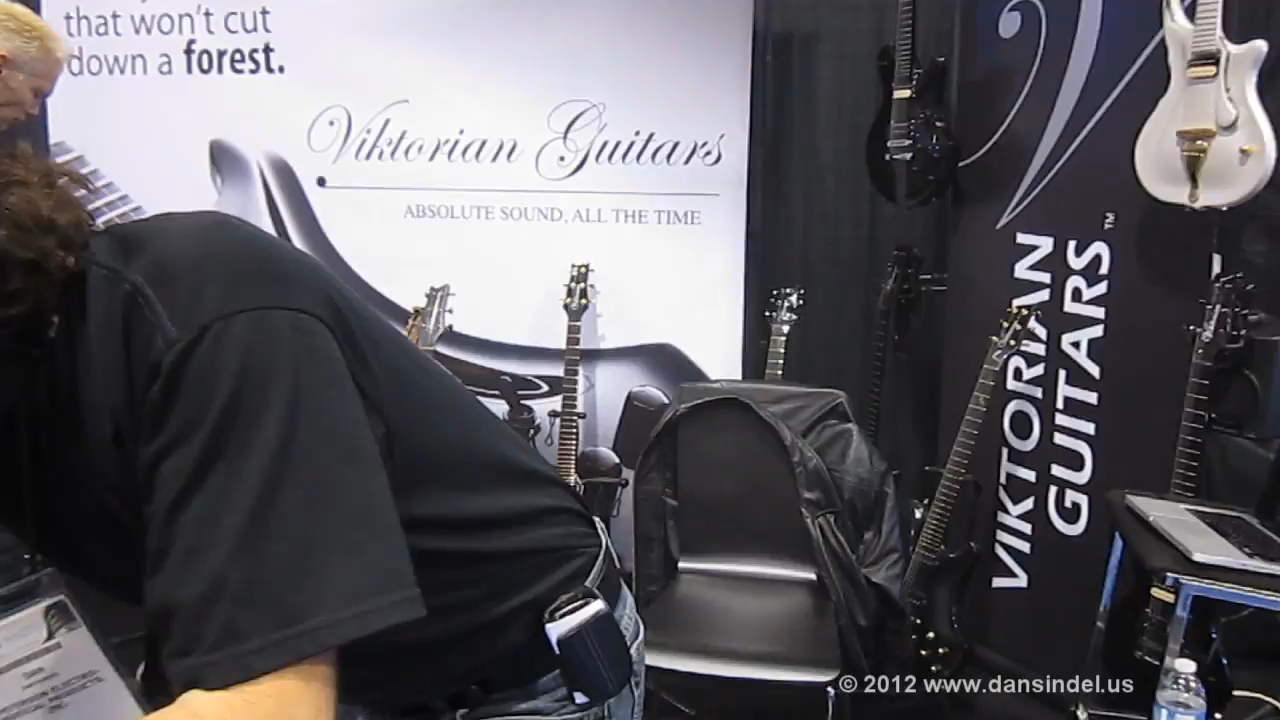 that won't cut
down a forest.
Viktorian Guitars
ABSOLUTE SOUND, ALL THE TIME
VIKTORIAN
GUITARS™
© 2012 www.dansindel.us